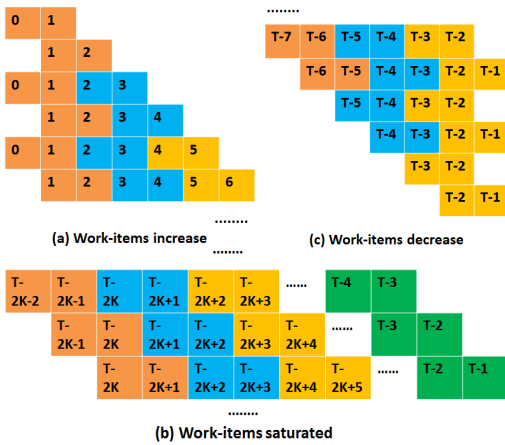 0 1
1 2
0 1 2 3
1 2 3 4
0 1 2 3 4 5
1 2 3 4 5 6
........
(a) Work-items increase
........
T-7 T-6 T-5 T-4 T-3 T-2
T-6 T-5 T-4 T-3 T-2 T-1
T-5 T-4 T-3 T-2
T-4 T-3 T-2 T-1
T-3 T-2
T-2 T-1
(c) Work-items decrease
........
T-2K-2 T-2K-1 T-2K T-2K+1 T-2K+2 T-2K+3 ...... T-4 T-3
T-2K-1 T-2K T-2K+1 T-2K+2 T-2K+3 T-2K+4 ...... T-3 T-2
T-2K T-2K+1 T-2K+2 T-2K+3 T-2K+4 T-2K+5 ...... T-2 T-1
........
(b) Work-items saturated